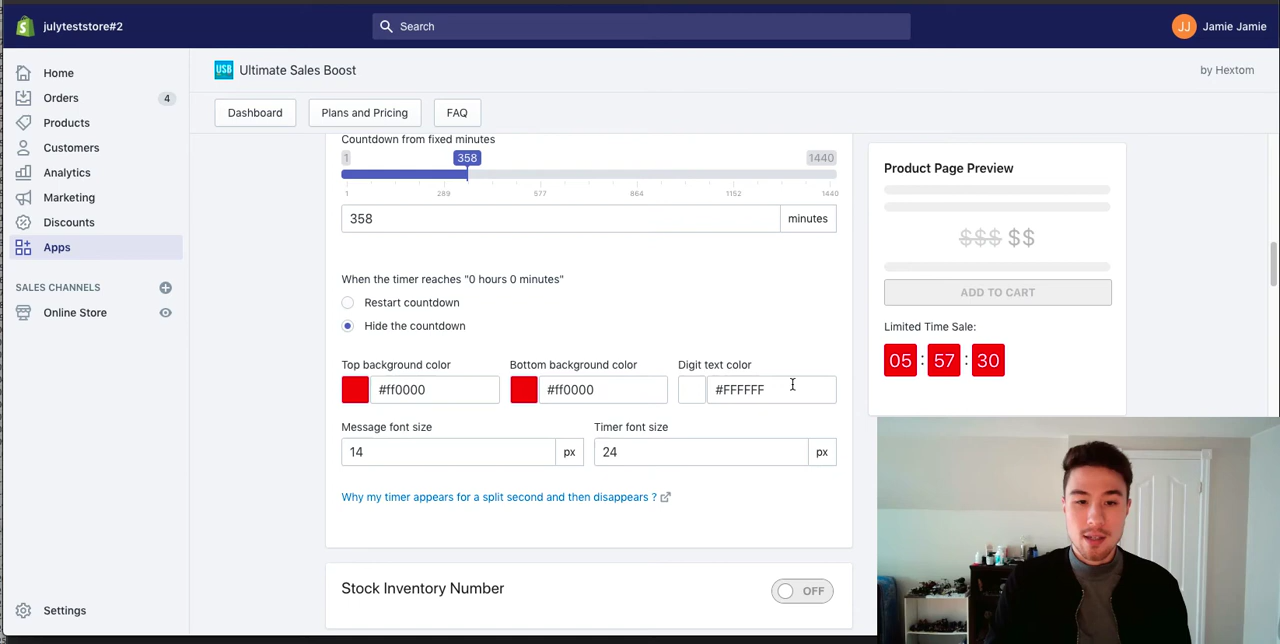 julyteststore#2
Search
JJ Jamie Jamie
Home
Orders 4
Products
Customers
Analytics
Marketing
Discounts
Apps
SALES CHANNELS
Online Store
Settings
USB Ultimate Sales Boost
by Hextom
Dashboard Plans and Pricing FAQ
Countdown from fixed minutes
1 358 1440
1 289 577 864 1152 1440
358 minutes
When the timer reaches "0 hours 0 minutes"
Restart countdown
Hide the countdown
Top background color Bottom background color Digit text color
#ff0000 #ff0000 #FFFFFF
Message font size Timer font size
14 px 24 px
Why my timer appears for a split second and then disappears ?
Stock Inventory Number OFF
Product Page Preview
$$$ $$
ADD TO CART
Limited Time Sale:
05 : 57 : 30